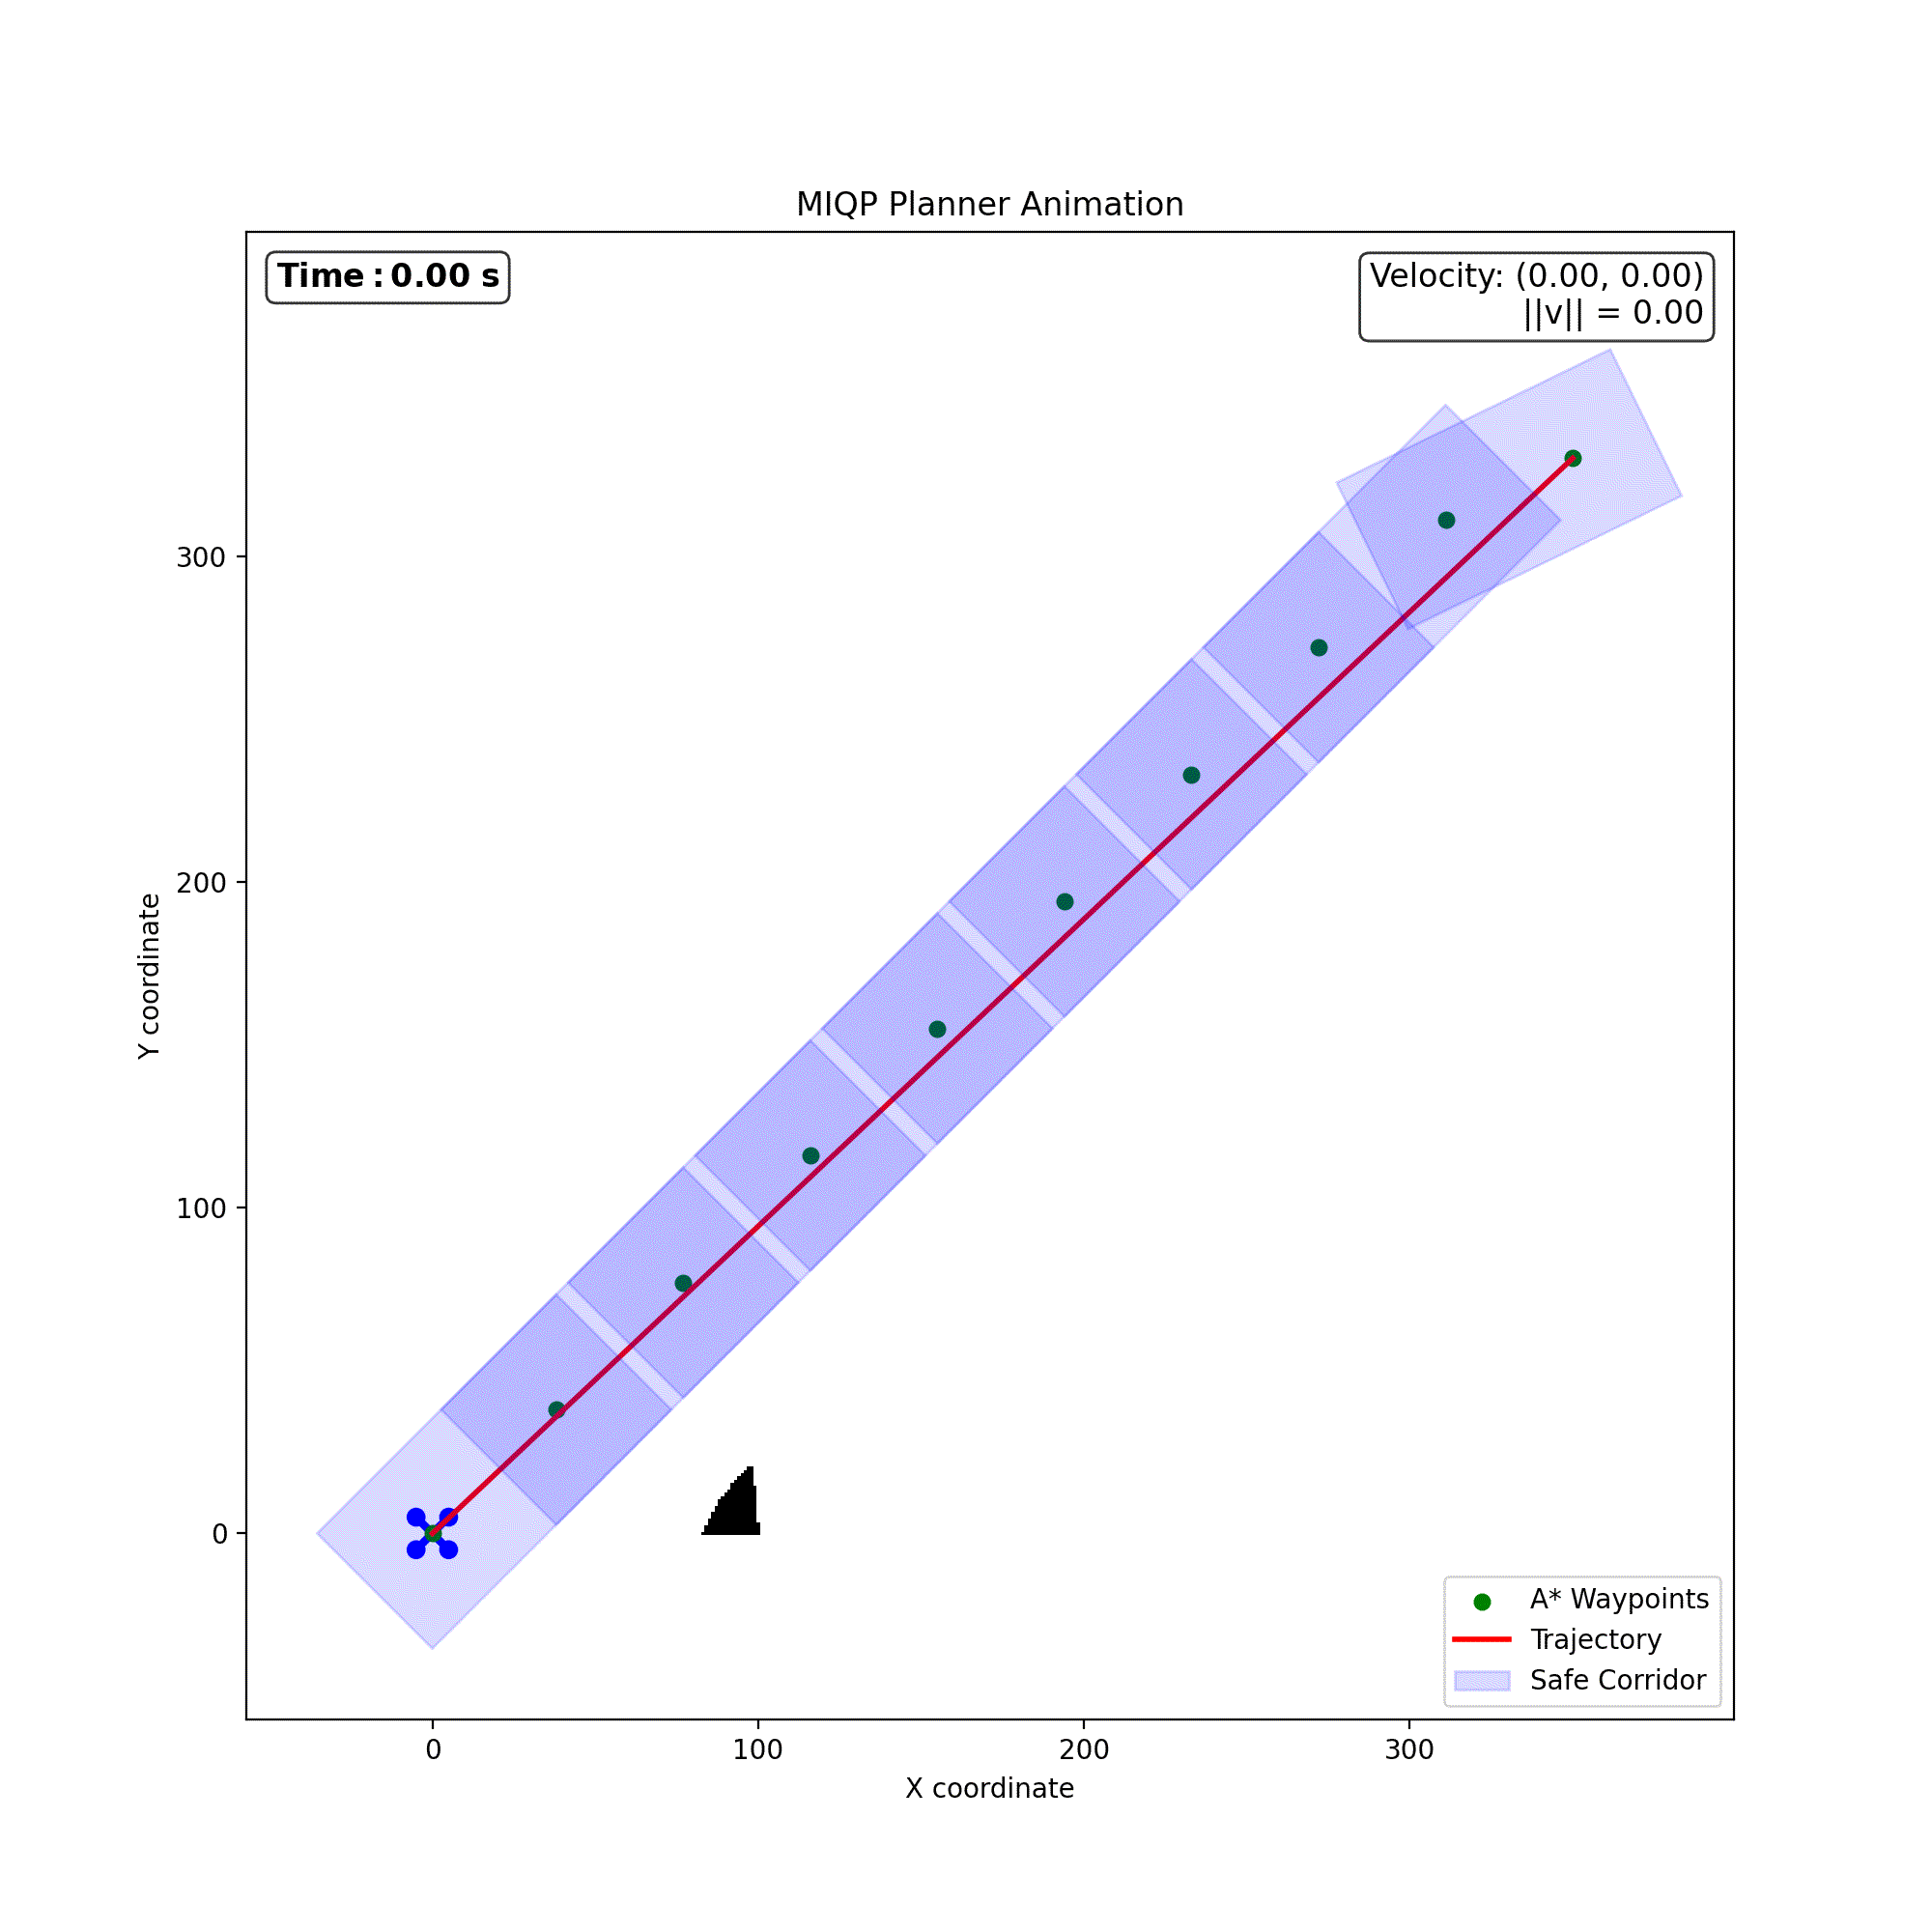 MIQP Planner Animation
Time: 0.00 s
Velocity: (0.00, 0.00)
||v|| = 0.00
300
200
100
0
Y coordinate
0
100
200
300
X coordinate
A* Waypoints
Trajectory
Safe Corridor